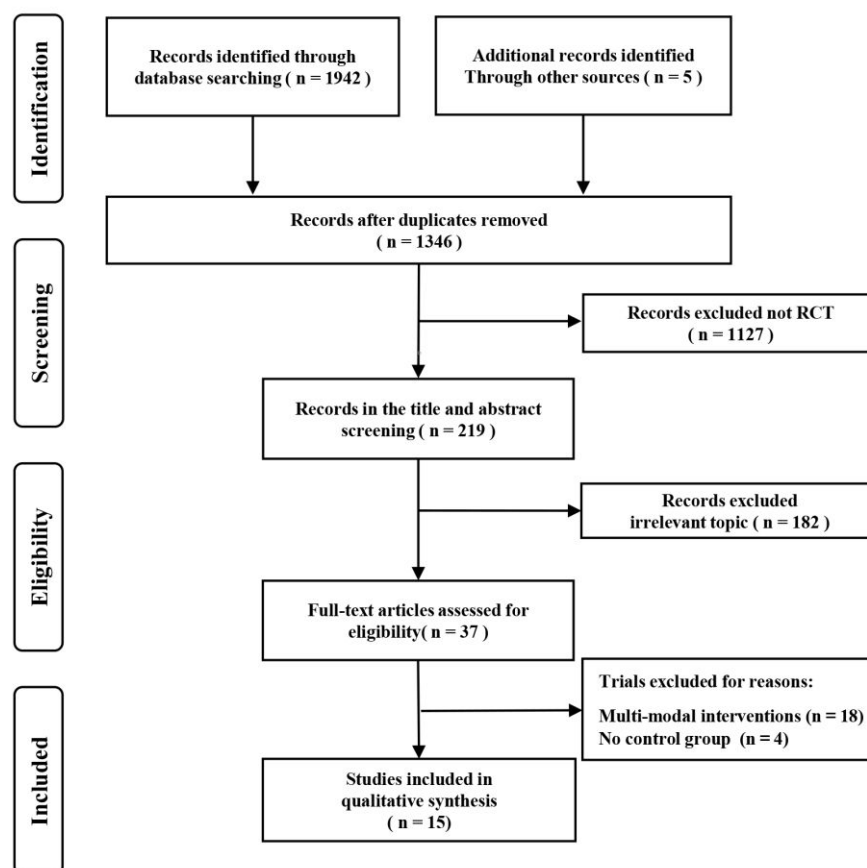 Identification
Records identified through
database searching ( n = 1942 )
Additional records identified
Through other sources ( n = 5 )
Records after duplicates removed
( n = 1346 )
Screening
Records excluded not RCT
( n = 1127 )
Records in the title and abstract
screening ( n = 219 )
Eligibility
Records excluded
irrelevant topic ( n = 182 )
Full-text articles assessed for
eligibility( n = 37 )
Trials excluded for reasons:
Multi-modal interventions (n = 18)
No control group (n = 4)
Included
Studies included in
qualitative synthesis
( n = 15)